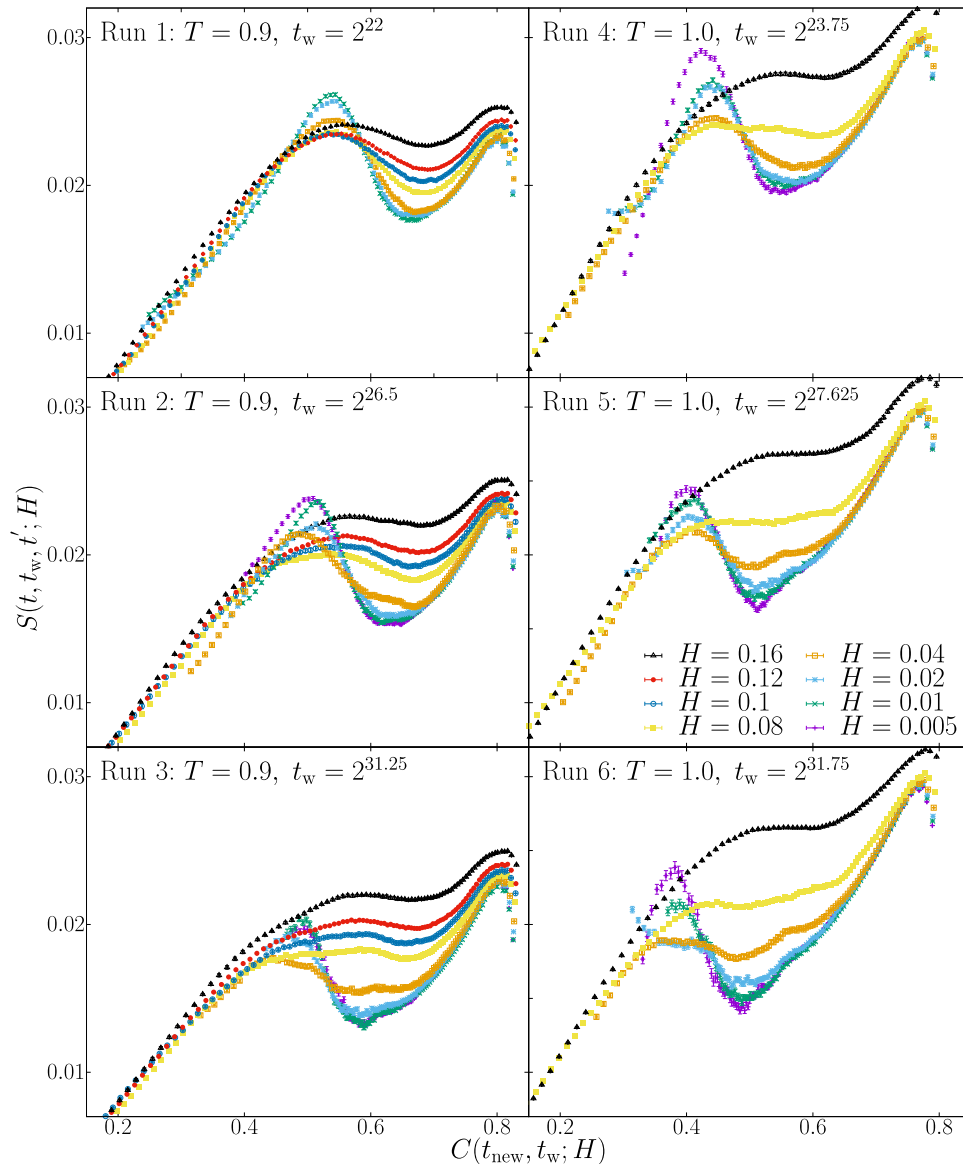 Run 1: T = 0.9, t_w = 2^22
Run 4: T = 1.0, t_w = 2^23.75
0.03
0.02
0.01
Run 2: T = 0.9, t_w = 2^26.5
Run 5: T = 1.0, t_w = 2^27.625
0.03
0.02
0.01
S(t, t_w, t′; H)
H = 0.16
H = 0.04
H = 0.12
H = 0.02
H = 0.1
H = 0.01
H = 0.08
H = 0.005
Run 3: T = 0.9, t_w = 2^31.25
Run 6: T = 1.0, t_w = 2^31.75
0.03
0.02
0.01
0.2 0.4 0.6 0.8 0.2 0.4 0.6 0.8
C(t_new, t_w; H)